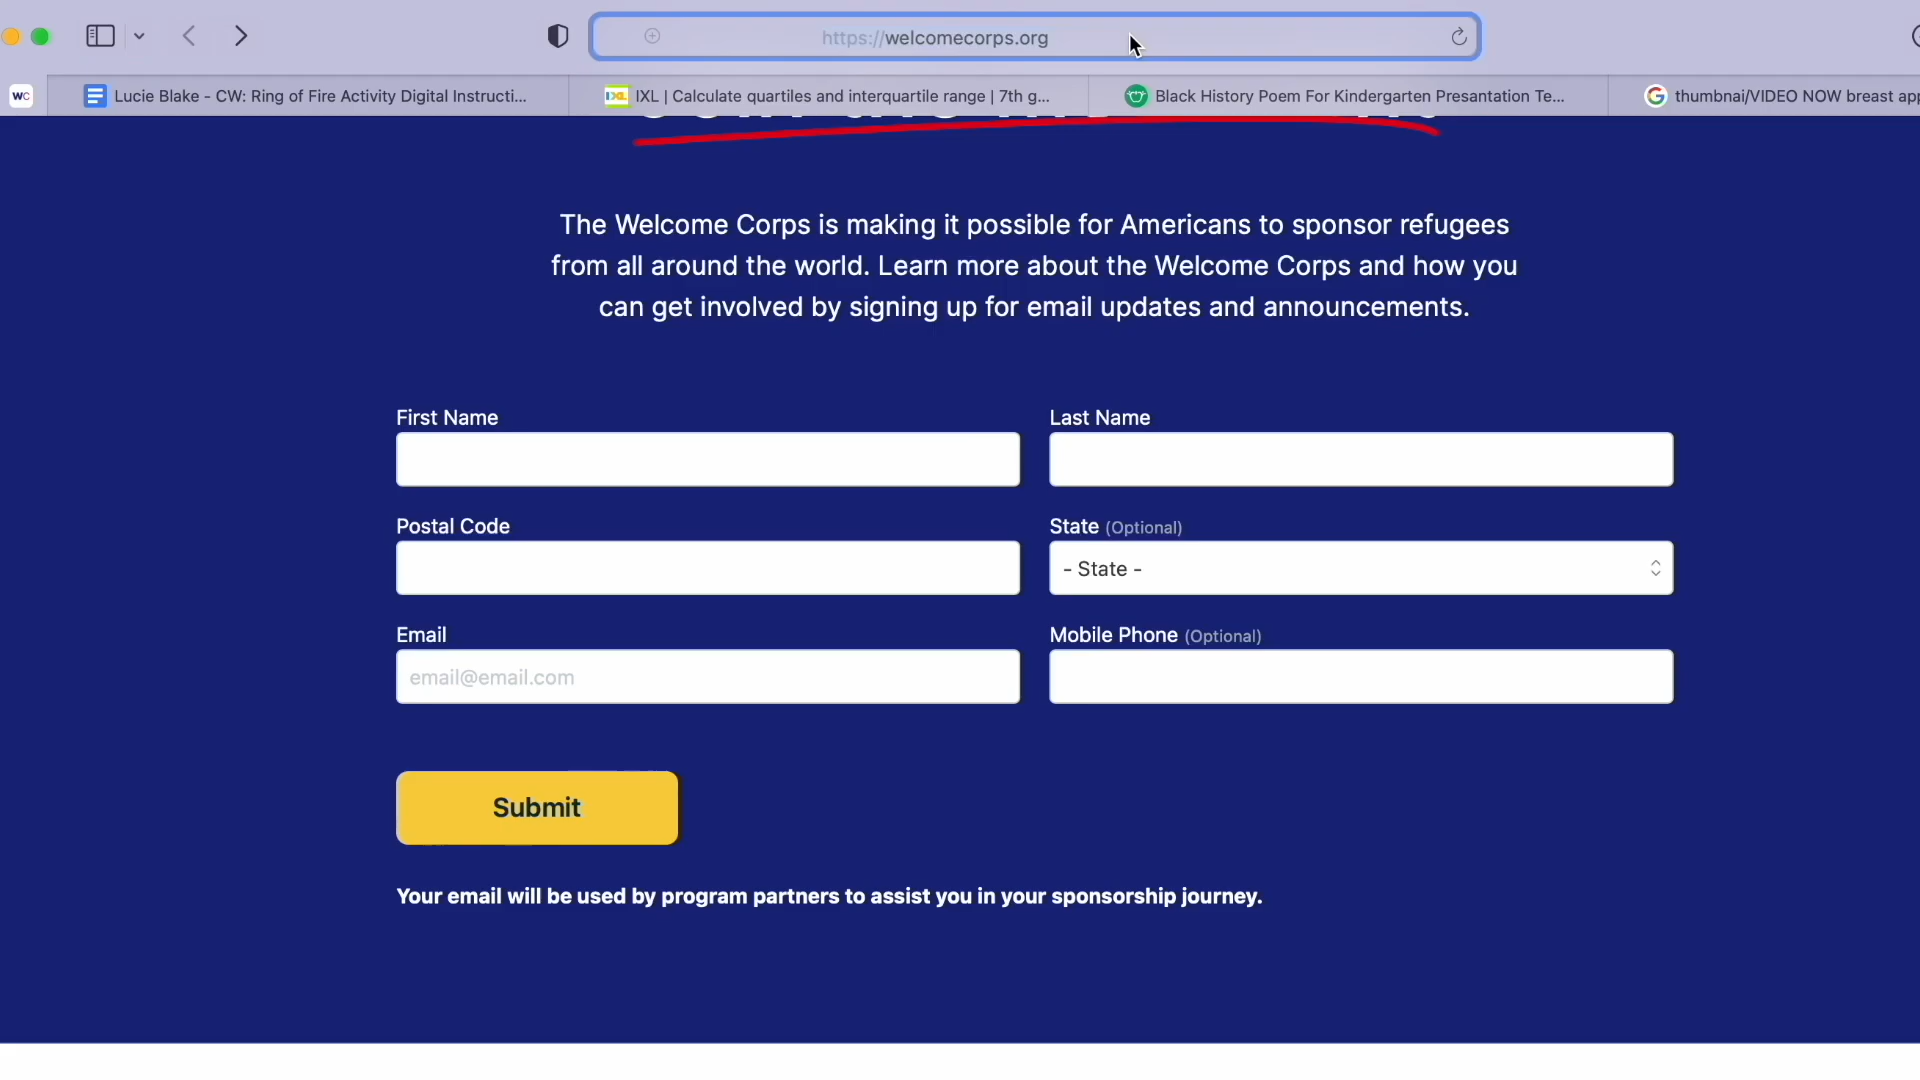 https://welcomecorps.org
WC
Lucie Blake - CW: Ring of Fire Activity Digital Instructi...
IXL | Calculate quartiles and interquartile range | 7th g...
Black History Poem For Kindergarten Presantation Te...
thumbnai/VIDEO NOW breast app
The Welcome Corps is making it possible for Americans to sponsor refugees
from all around the world. Learn more about the Welcome Corps and how you
can get involved by signing up for email updates and announcements.
First Name
Last Name
Postal Code
State (Optional)
- State -
Email
Mobile Phone (Optional)
email@email.com
Submit
Your email will be used by program partners to assist you in your sponsorship journey.